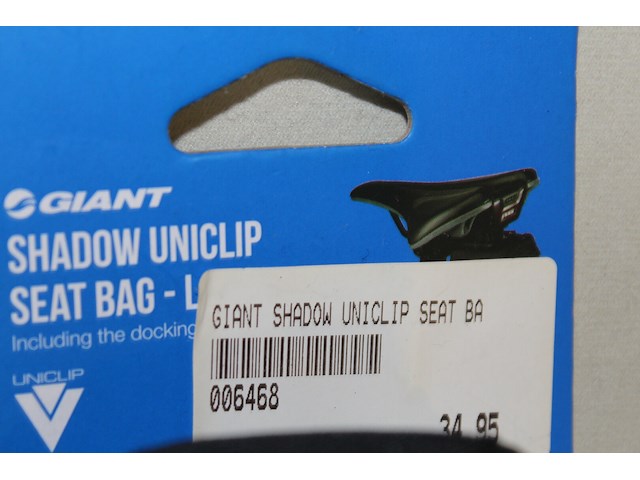 GIANT
SHADOW UNICLIP
SEAT BAG - L
Including the docking
UNICLIP
GIANT SHADOW UNICLIP SEAT BA
006468
34.95